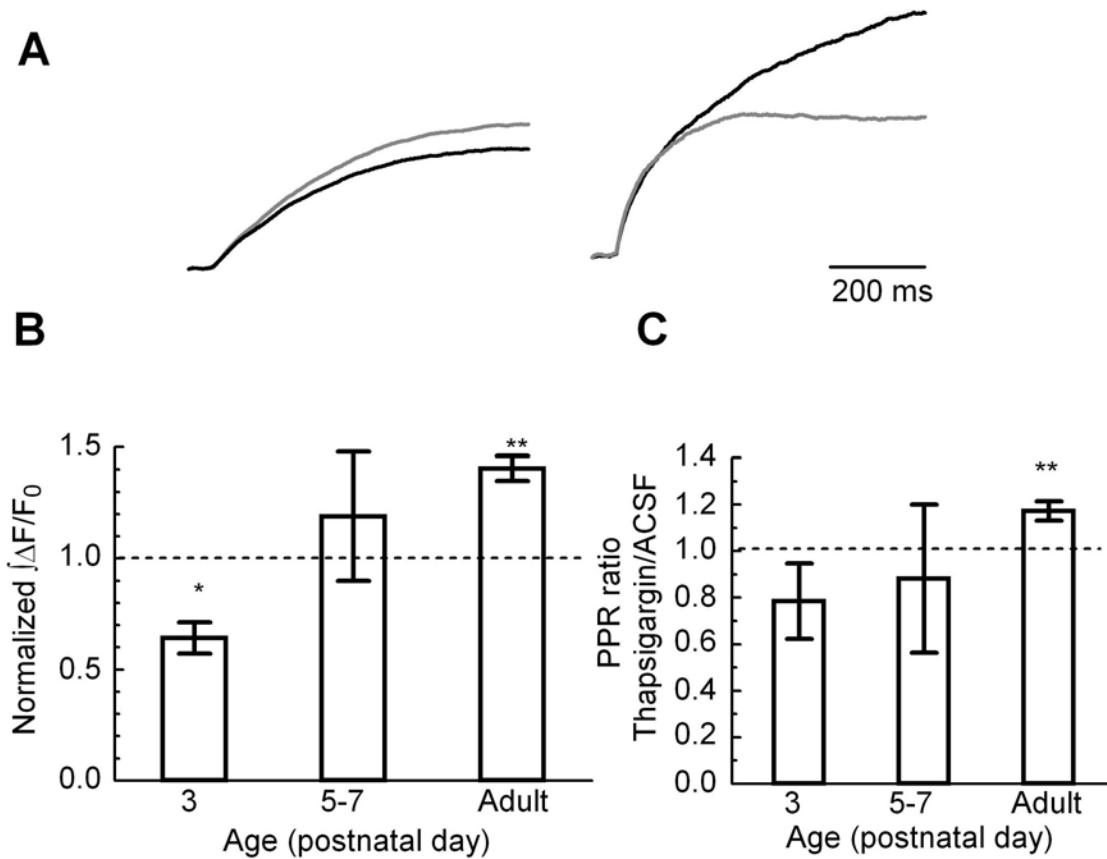 A
200 ms
B
Normalized ∫ΔF/F₀
1.5
1.0
0.5
0.0
*
**
3
5-7
Adult
Age (postnatal day)
C
PPR ratio
Thapsigargin/ACSF
1.4
1.2
1.0
0.8
0.6
0.4
0.2
0.0
**
3
5-7
Adult
Age (postnatal day)